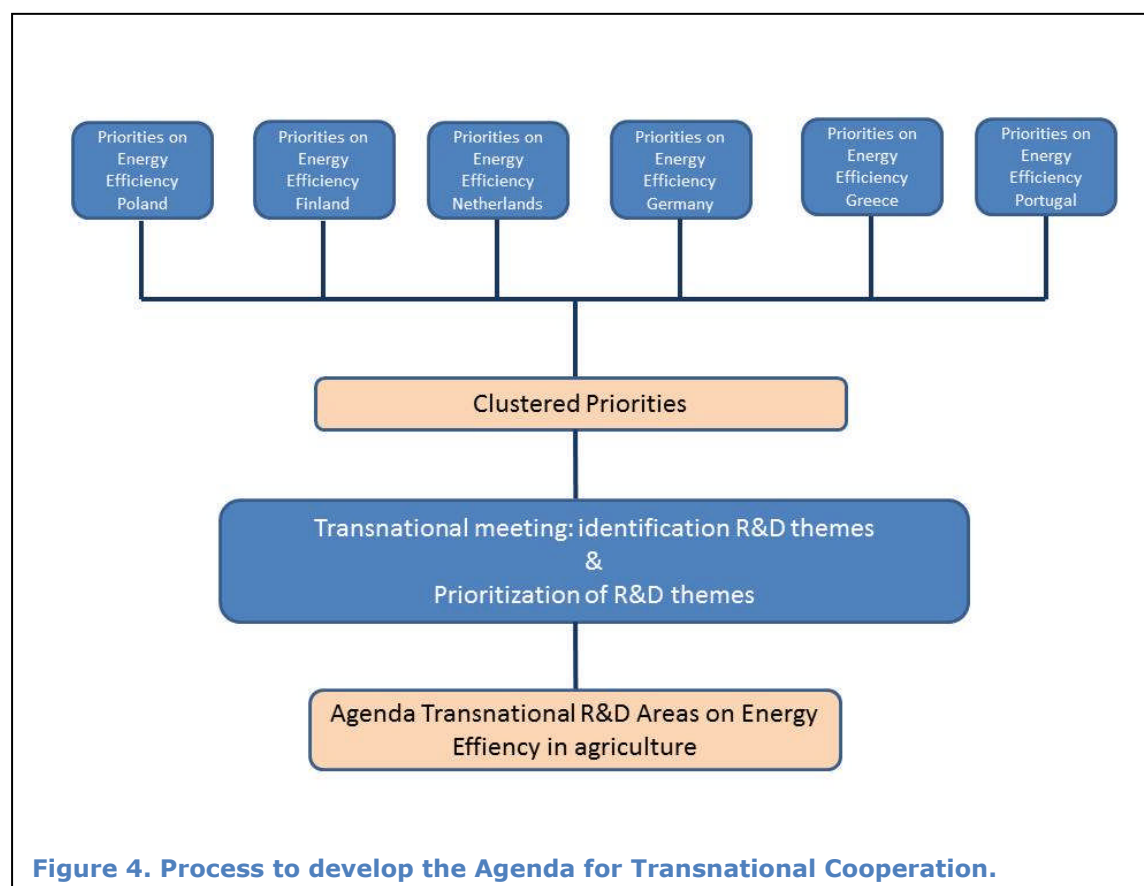 Priorities on
Energy
Efficiency
Poland
Priorities on
Energy
Efficiency
Finland
Priorities on
Energy
Efficiency
Netherlands
Priorities on
Energy
Efficiency
Germany
Priorities on
Energy
Efficiency
Greece
Priorities on
Energy
Efficiency
Portugal
Clustered Priorities
Transnational meeting: identification R&D themes
&
Prioritization of R&D themes
Agenda Transnational R&D Areas on Energy
Effiency in agriculture
Figure 4. Process to develop the Agenda for Transnational Cooperation.